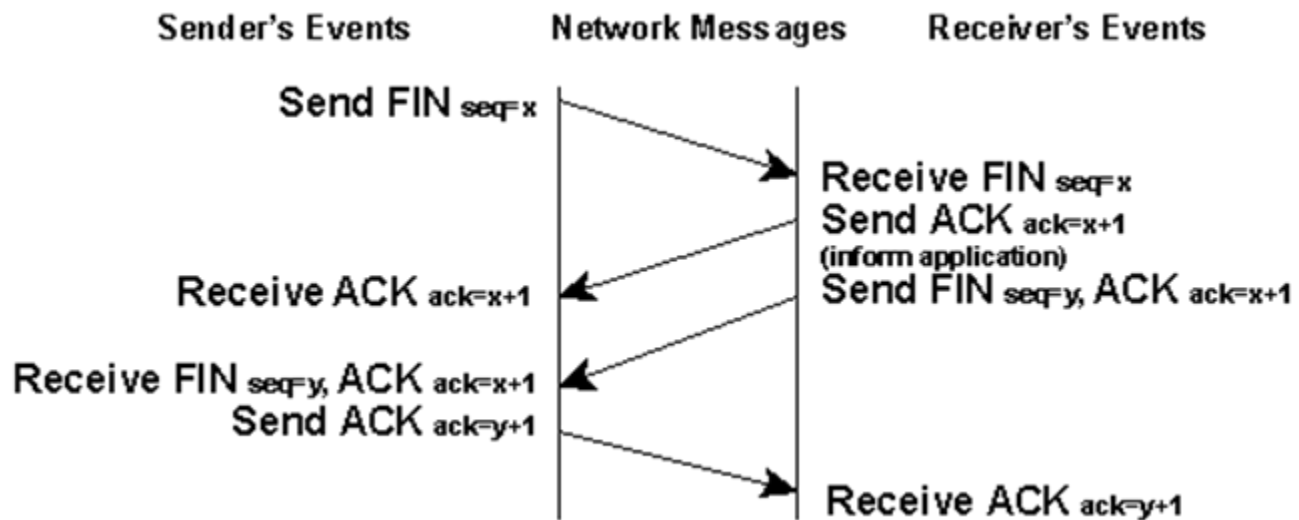 Sender's Events Network Messages Receiver's Events
Send FIN seq=x
Receive FIN seq=x
Send ACK ack=x+1
(inform application)
Receive ACK ack=x+1
Send FIN seq=y, ACK ack=x+1
Receive FIN seq=y, ACK ack=x+1
Send ACK ack=y+1
Receive ACK ack=y+1